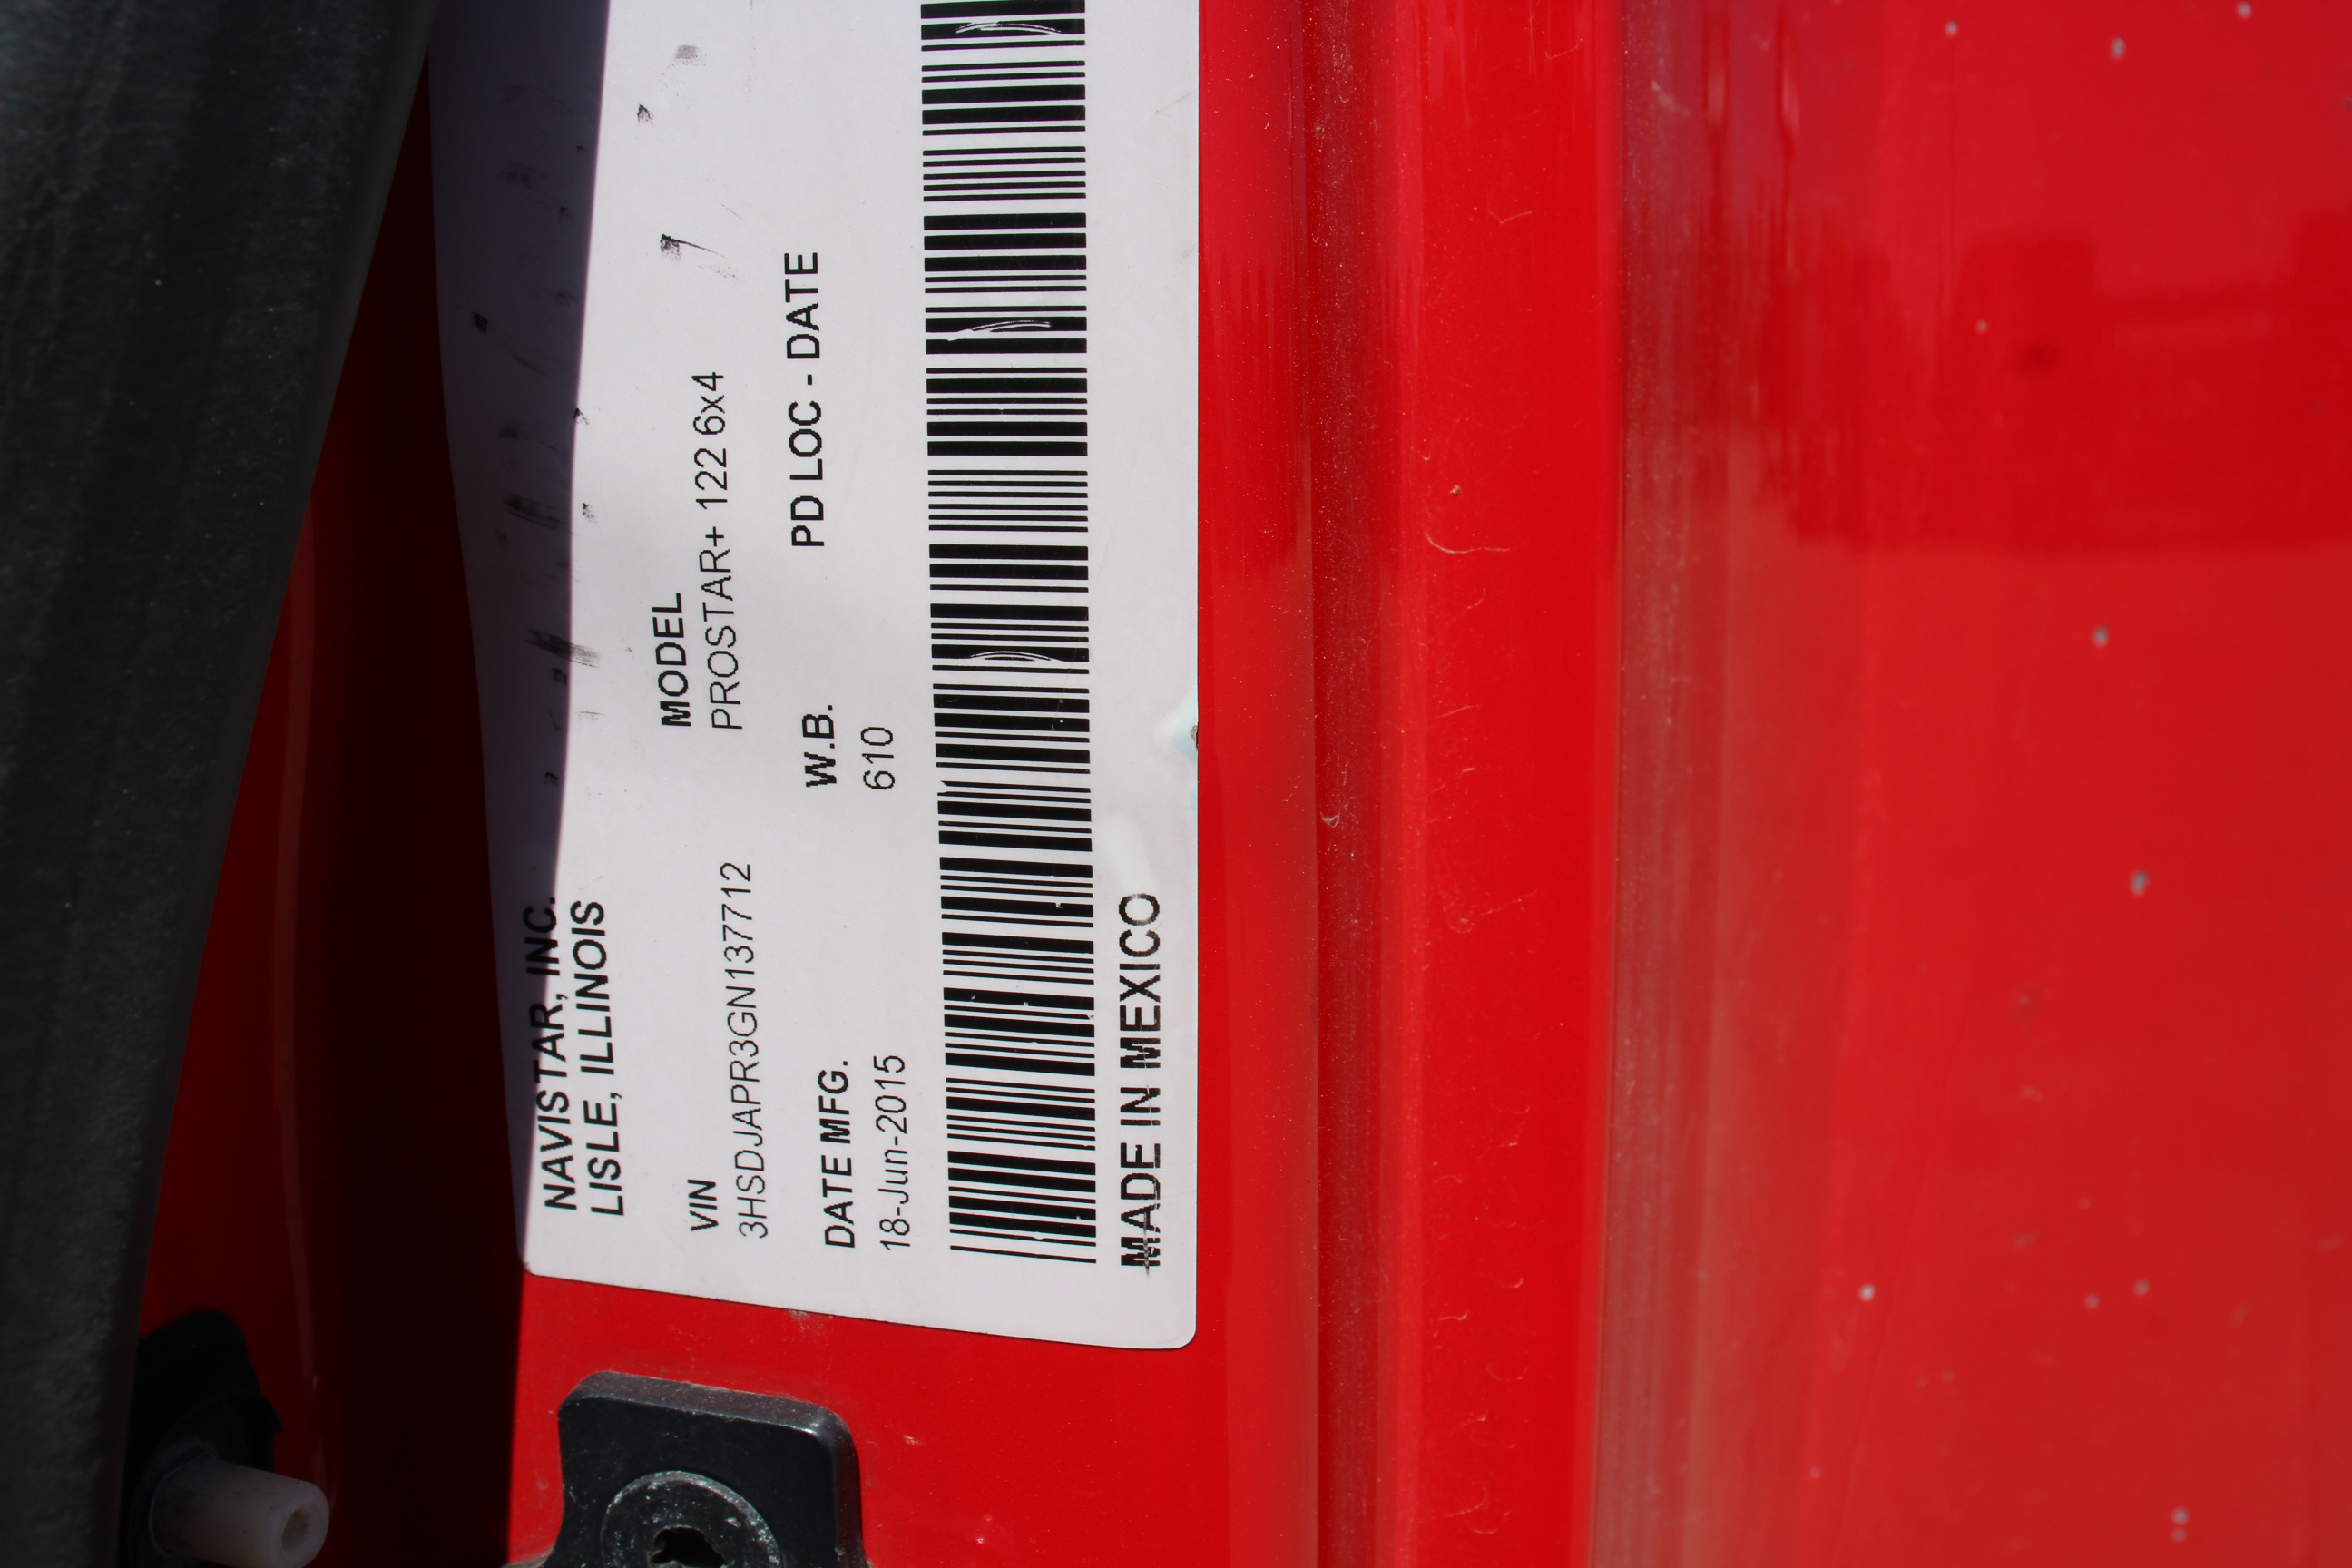 NAVISTAR, INC.
LISLE, ILLINOIS
VIN MODEL
3HSDJAPR3GN137712 PROSTAR+ 122 6x4
DATE MFG. W.B. PD LOC - DATE
18-Jun-2015 610
MADE IN MEXICO